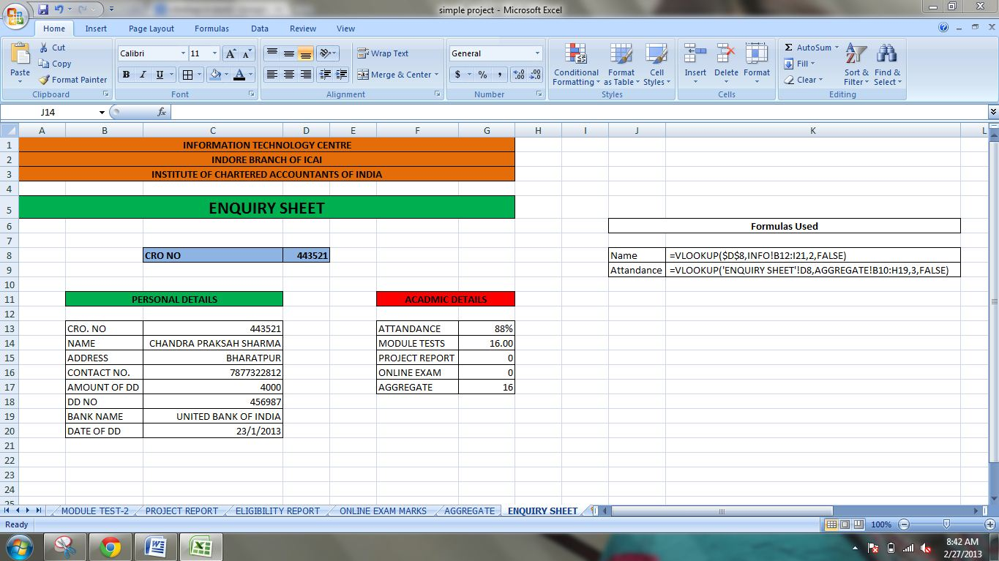 simple project - Microsoft Excel
Home Insert Page Layout Formulas Data Review View
Paste
Cut
Copy
Format Painter
Clipboard
Calibri 11
B I U
Font
Wrap Text
Merge & Center
Alignment
General
$ % ,
Number
Conditional Formatting
Format as Table
Cell Styles
Styles
Insert Delete Format
Cells
Σ AutoSum
Fill
Clear
Sort & Filter
Find & Select
Editing
J14 fx
A B C D E F G H I J K L
1 INFORMATION TECHNOLOGY CENTRE
2 INDORE BRANCH OF ICAI
3 INSTITUTE OF CHARTERED ACCOUNTANTS OF INDIA
4
5 ENQUIRY SHEET
6 Formulas Used
7
8 CRO NO 443521 Name =VLOOKUP($D$8,INFO!B12:I21,2,FALSE)
9 Attandance =VLOOKUP('ENQUIRY SHEET'!D8,AGGREGATE!B10:H19,3,FALSE)
10
11 PERSONAL DETAILS ACADMIC DETAILS
12
13 CRO. NO 443521 ATTANDANCE 88%
14 NAME CHANDRA PRAKSAH SHARMA MODULE TESTS 16.00
15 ADDRESS BHARATPUR PROJECT REPORT 0
16 CONTACT NO. 7877322812 ONLINE EXAM 0
17 AMOUNT OF DD 4000 AGGREGATE 16
18 DD NO 456987
19 BANK NAME UNITED BANK OF INDIA
20 DATE OF DD 23/1/2013
21
22
23
24
25
MODULE TEST-2 PROJECT REPORT ELIGIBILITY REPORT ONLINE EXAM MARKS AGGREGATE ENQUIRY SHEET
Ready 100%
8:42 AM
2/27/2013